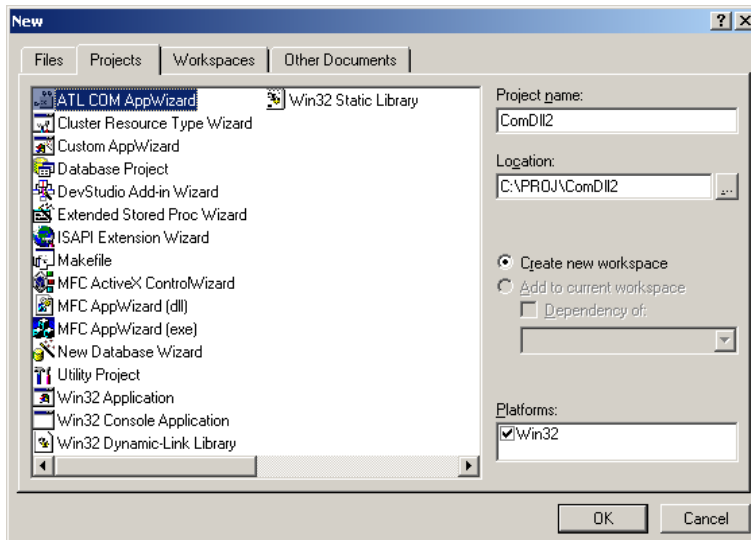 New
Files
Projects
Workspaces
Other Documents
ATL COM AppWizard
Cluster Resource Type Wizard
Custom AppWizard
Database Project
DevStudio Add-in Wizard
Extended Stored Proc Wizard
ISAPI Extension Wizard
Makefile
MFC ActiveX ControlWizard
MFC AppWizard (dll)
MFC AppWizard (exe)
New Database Wizard
Utility Project
Win32 Application
Win32 Console Application
Win32 Dynamic-Link Library
Win32 Static Library
Project name:
ComDll2
Location:
C:\PROJ\ComDll2
...
Create new workspace
Add to current workspace
Dependency of:
Platforms:
Win32
OK
Cancel